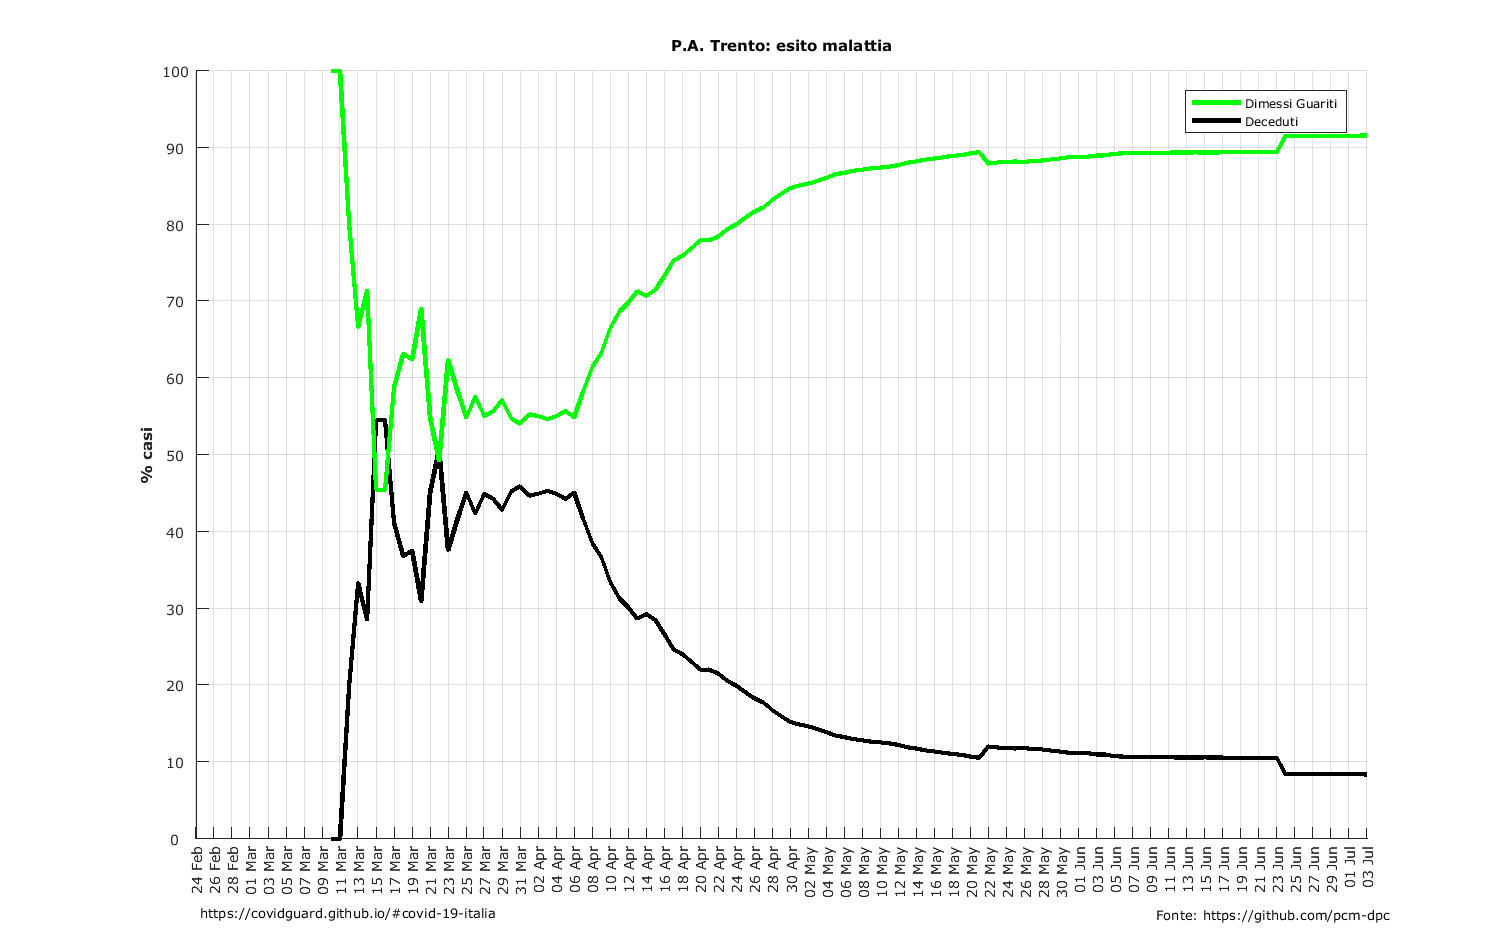 P.A. Trento: esito malattia
Dimessi Guariti
Deceduti
% casi
100
90
80
70
60
50
40
30
20
10
0
24 Feb
26 Feb
28 Feb
01 Mar
03 Mar
05 Mar
07 Mar
09 Mar
11 Mar
13 Mar
15 Mar
17 Mar
19 Mar
21 Mar
23 Mar
25 Mar
27 Mar
29 Mar
31 Mar
02 Apr
04 Apr
06 Apr
08 Apr
10 Apr
12 Apr
14 Apr
16 Apr
18 Apr
20 Apr
22 Apr
24 Apr
26 Apr
28 Apr
30 Apr
02 May
04 May
06 May
08 May
10 May
12 May
14 May
16 May
18 May
20 May
22 May
24 May
26 May
28 May
30 May
01 Jun
03 Jun
05 Jun
07 Jun
09 Jun
11 Jun
13 Jun
15 Jun
17 Jun
19 Jun
21 Jun
23 Jun
25 Jun
27 Jun
29 Jun
01 Jul
03 Jul
https://covidguard.github.io/#covid-19-italia
Fonte: https://github.com/pcm-dpc